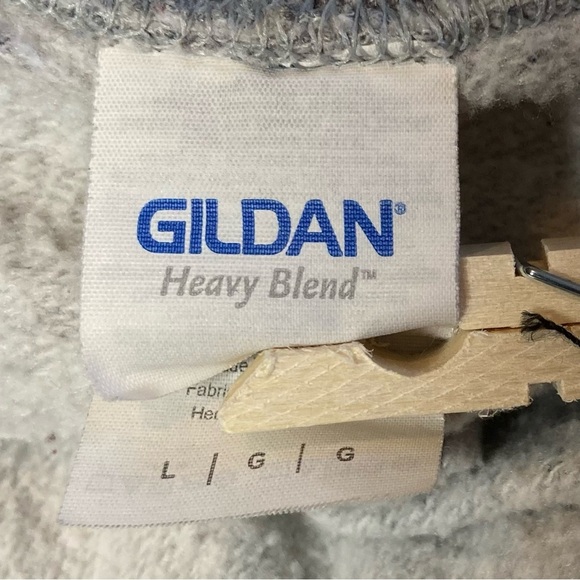 GILDAN®
Heavy Blend™
L / G / G